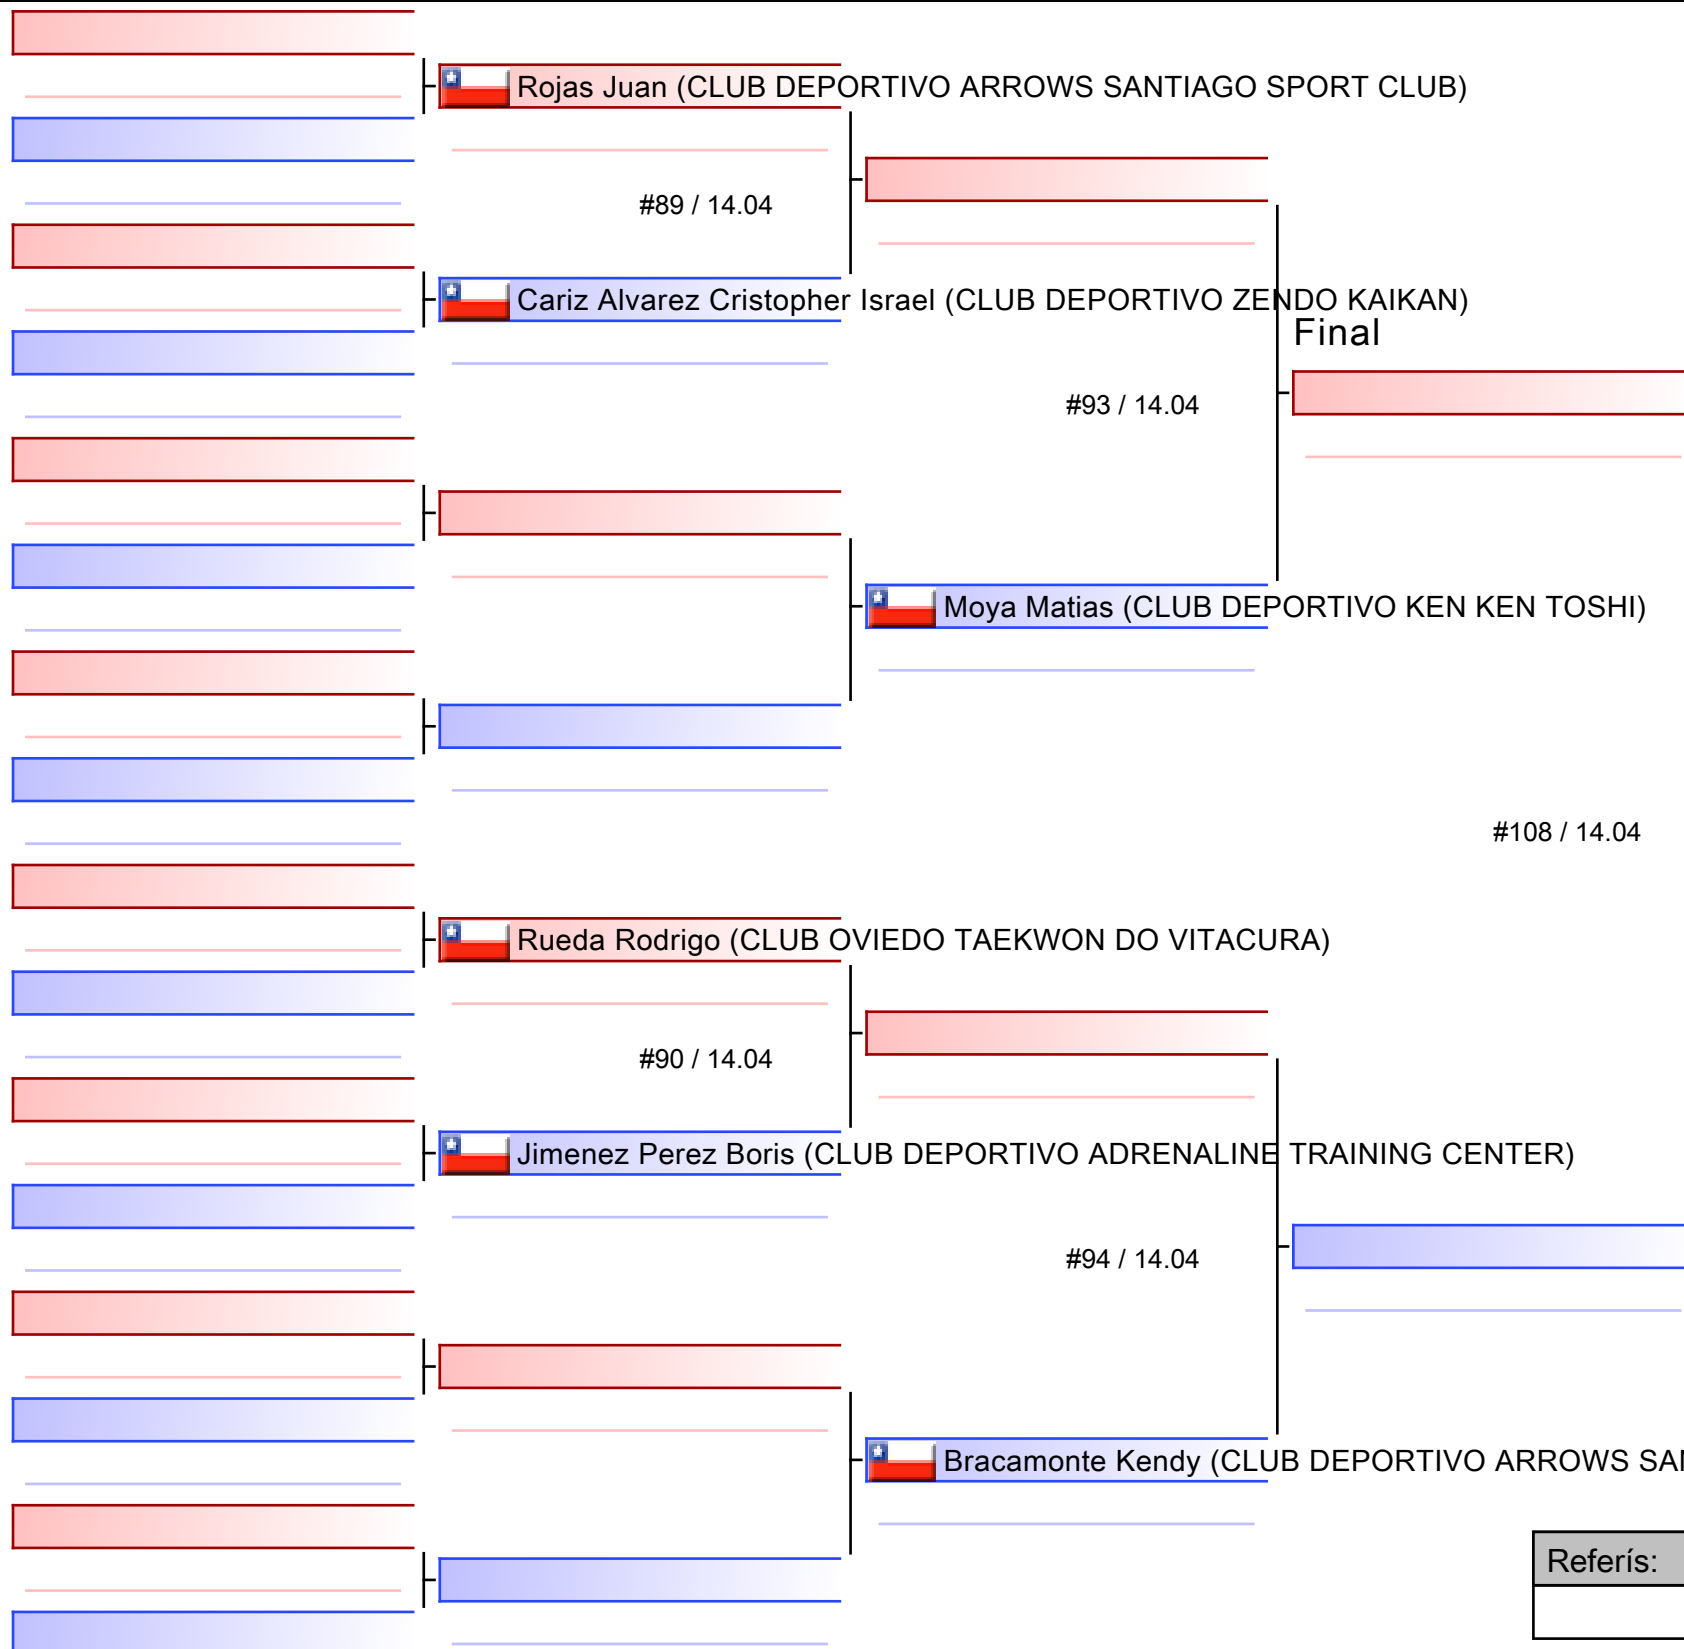 Rojas Juan (CLUB DEPORTIVO ARROWS SANTIAGO SPORT CLUB)
#89 / 14.04
Cariz Alvarez Cristopher Israel (CLUB DEPORTIVO ZENDO KAIKAN)
Final
#93 / 14.04
Moya Matias (CLUB DEPORTIVO KEN KEN TOSHI)
#108 / 14.04
Rueda Rodrigo (CLUB OVIEDO TAEKWON DO VITACURA)
#90 / 14.04
Jimenez Perez Boris (CLUB DEPORTIVO ADRENALINE TRAINING CENTER)
#94 / 14.04
Bracamonte Kendy (CLUB DEPORTIVO ARROWS
Referís: